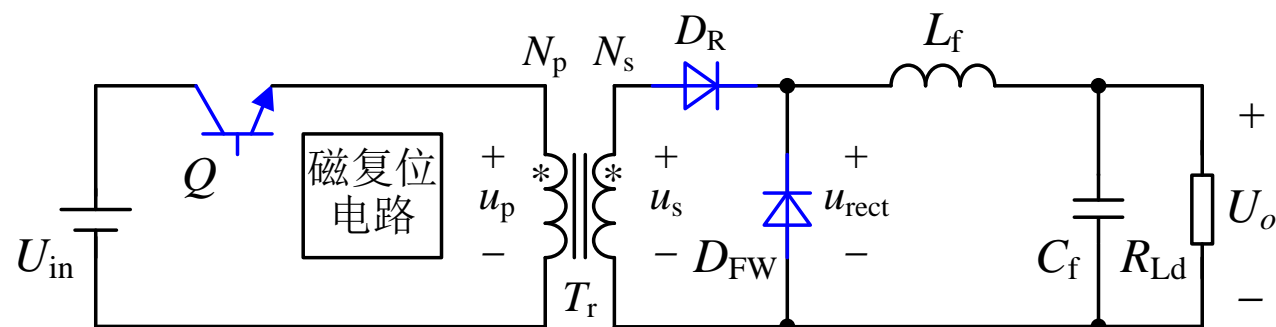 Np Ns DR Lf
Q
磁复位
电路
+ up −
* *
+ us −
+ urect −
+ Uo −
Uin
Tr
DFW
Cf
RLd